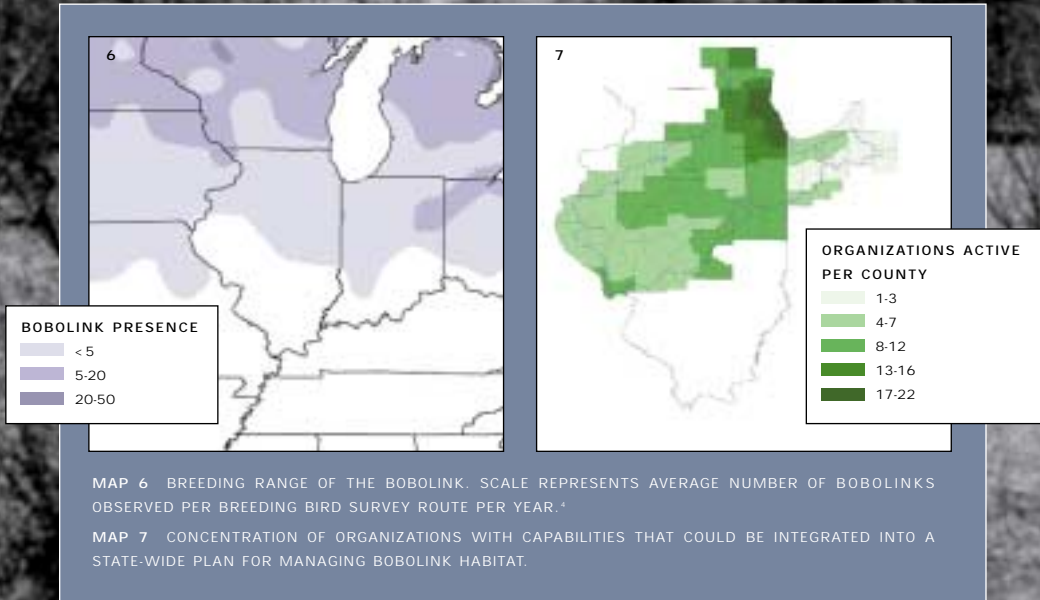 6
7
BOBOLINK PRESENCE
< 5
5-20
20-50
ORGANIZATIONS ACTIVE
PER COUNTY
1-3
4-7
8-12
13-16
17-22
MAP 6 BREEDING RANGE OF THE BOBOLINK. SCALE REPRESENTS AVERAGE NUMBER OF BOBOLINKS
OBSERVED PER BREEDING BIRD SURVEY ROUTE PER YEAR.⁴
MAP 7 CONCENTRATION OF ORGANIZATIONS WITH CAPABILITIES THAT COULD BE INTEGRATED INTO A
STATE-WIDE PLAN FOR MANAGING BOBOLINK HABITAT.